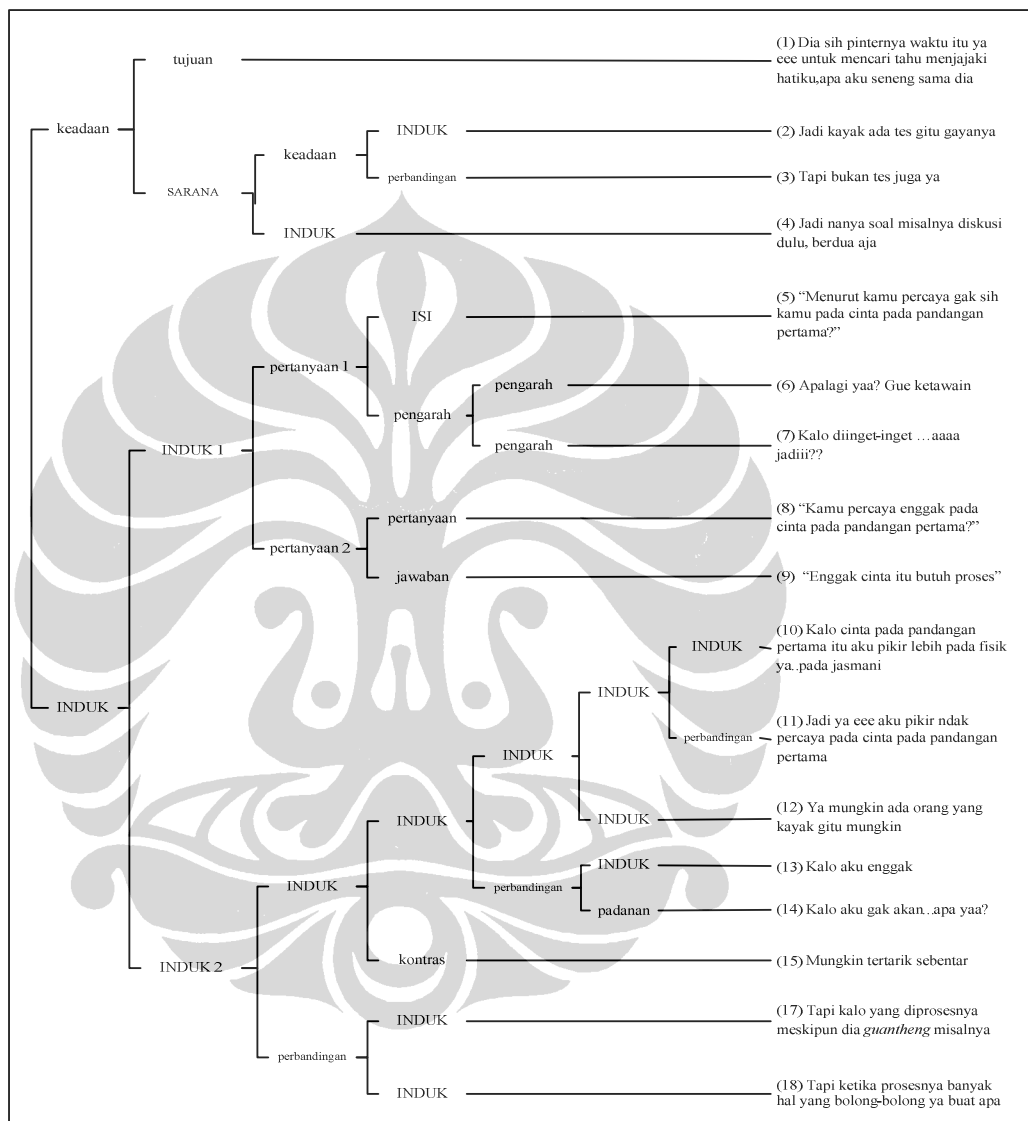 (1) Dia sih pinternya waktu itu ya
tujuan
eee untuk mencari tahu menjajaki
hatiku,apa aku seneng sama dia
keadaan
INDUK
(2) Jadi kayak ada tes gitu gayanya
keadaan
perbandingan
(3) Tapi bukan tes juga ya
SARANA
INDUK
(4) Jadi nanya soal misalnya diskusi
dulu, berdua aja
ISI
(5) “Menurut kamu percaya gak sih
kamu pada cinta pada pandangan
pertama?”
pertanyaan 1
pengarah
(6) Apalagi yaa? Gue ketawain
pengarah
pengarah
(7) Kalo diinget-inget …aaaa
jadiii??
INDUK 1
pertanyaan
(8) “Kamu percaya enggak pada
cinta pada pandangan pertama?”
pertanyaan 2
jawaban
(9) “Enggak cinta itu butuh proses”
INDUK
(10) Kalo cinta pada pandangan
pertama itu aku pikir lebih pada fisik
ya..pada jasmani
INDUK
INDUK
perbandingan
(11) Jadi ya eee aku pikir ndak
percaya pada cinta pada pandangan
pertama
INDUK
INDUK
INDUK
(12) Ya mungkin ada orang yang
kayak gitu mungkin
INDUK
perbandingan
INDUK
(13) Kalo aku enggak
padanan
(14) Kalo aku gak akan…apa yaa?
INDUK 2
kontras
(15) Mungkin tertarik sebentar
INDUK
(17) Tapi kalo yang diprosesnya
meskipun dia guantheng misalnya
perbandingan
INDUK
(18) Tapi ketika prosesnya banyak
hal yang bolong-bolong ya buat apa